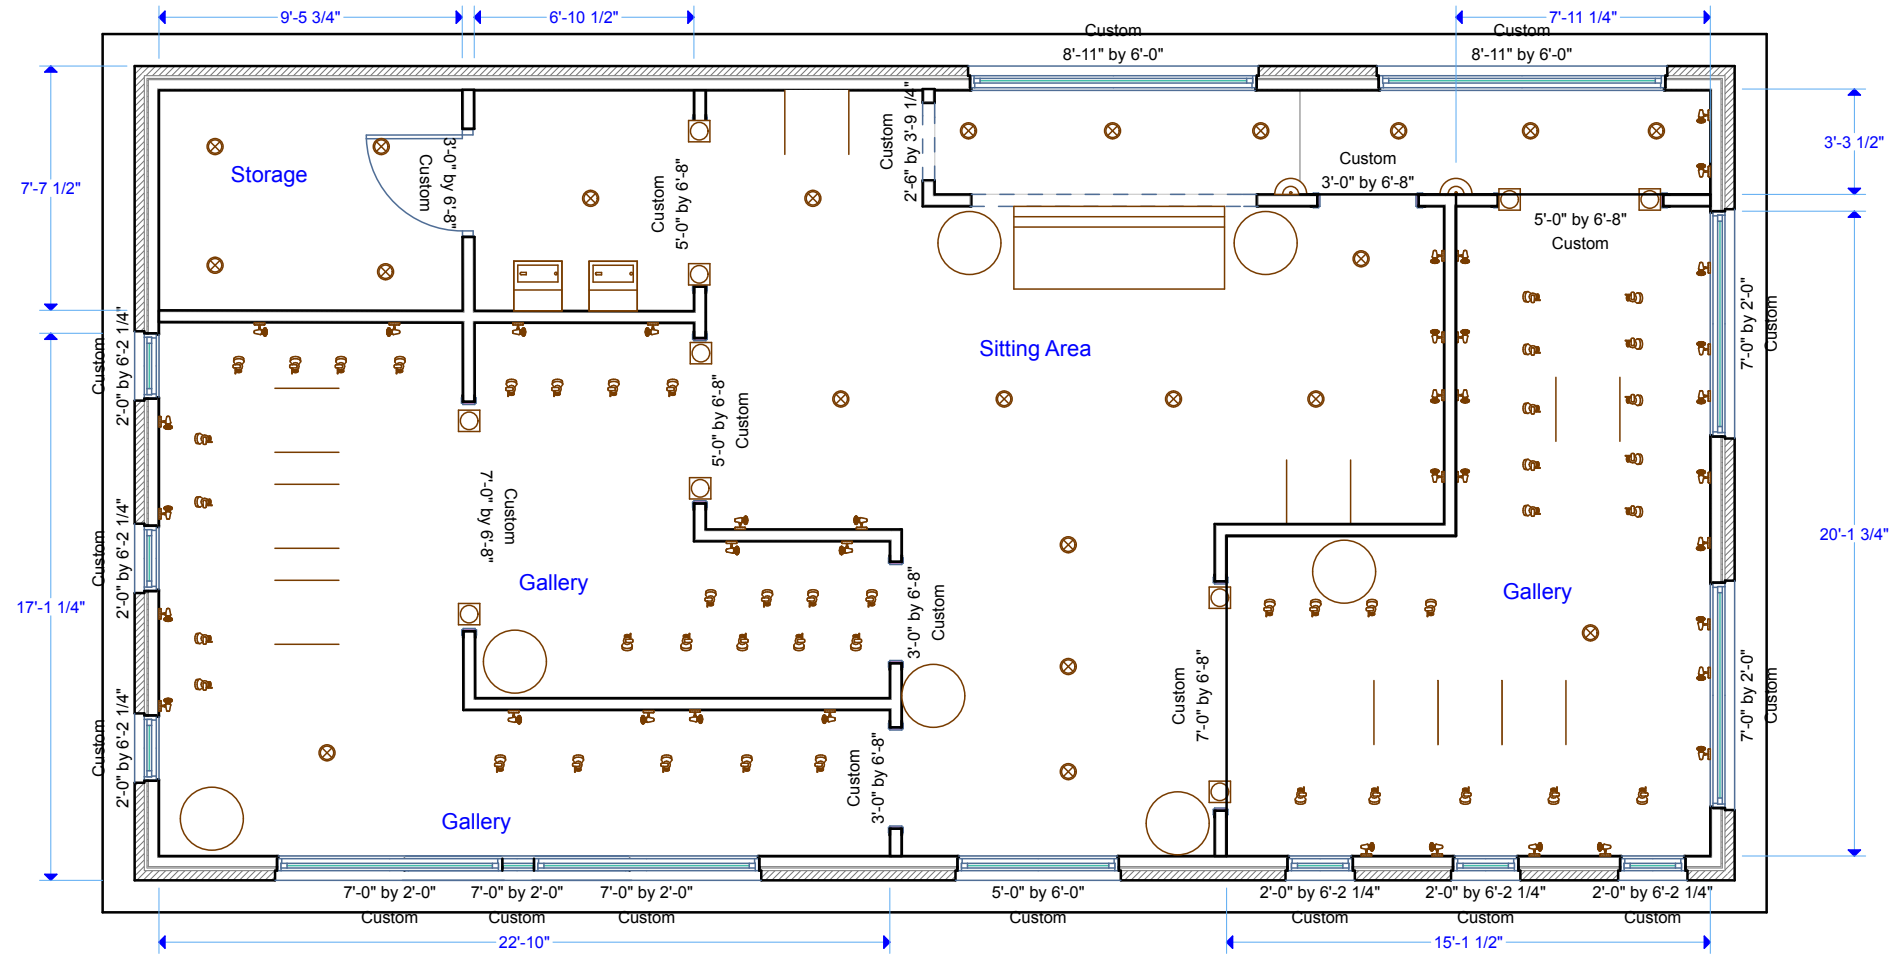 9'-5 3/4"
6'-10 1/2"
7'-11 1/4"
Custom
8'-11" by 6'-0"
Custom
8'-11" by 6'-0"
7'-7 1/2"
3'-3 1/2"
Storage
3'-0" by 6'-8"
Custom
Custom
5'-0" by 6'-8"
Custom
2'-6" by 3'-9 1/4"
Custom
3'-0" by 6'-8"
5'-0" by 6'-8"
Custom
Custom
2'-0" by 6'-2 1/4"
Sitting Area
7'-0" by 2'-0"
Custom
5'-0" by 6'-8"
Custom
Custom
7'-0" by 6'-8"
Custom
2'-0" by 6'-2 1/4"
17'-1 1/4"
20'-1 3/4"
Gallery
Gallery
3'-0" by 6'-8"
Custom
Custom
7'-0" by 6'-8"
7'-0" by 2'-0"
Custom
Custom
2'-0" by 6'-2 1/4"
Custom
3'-0" by 6'-8"
Gallery
7'-0" by 2'-0"
Custom
7'-0" by 2'-0"
Custom
7'-0" by 2'-0"
Custom
5'-0" by 6'-0"
Custom
2'-0" by 6'-2 1/4"
Custom
2'-0" by 6'-2 1/4"
Custom
2'-0" by 6'-2 1/4"
Custom
22'-10"
15'-1 1/2"